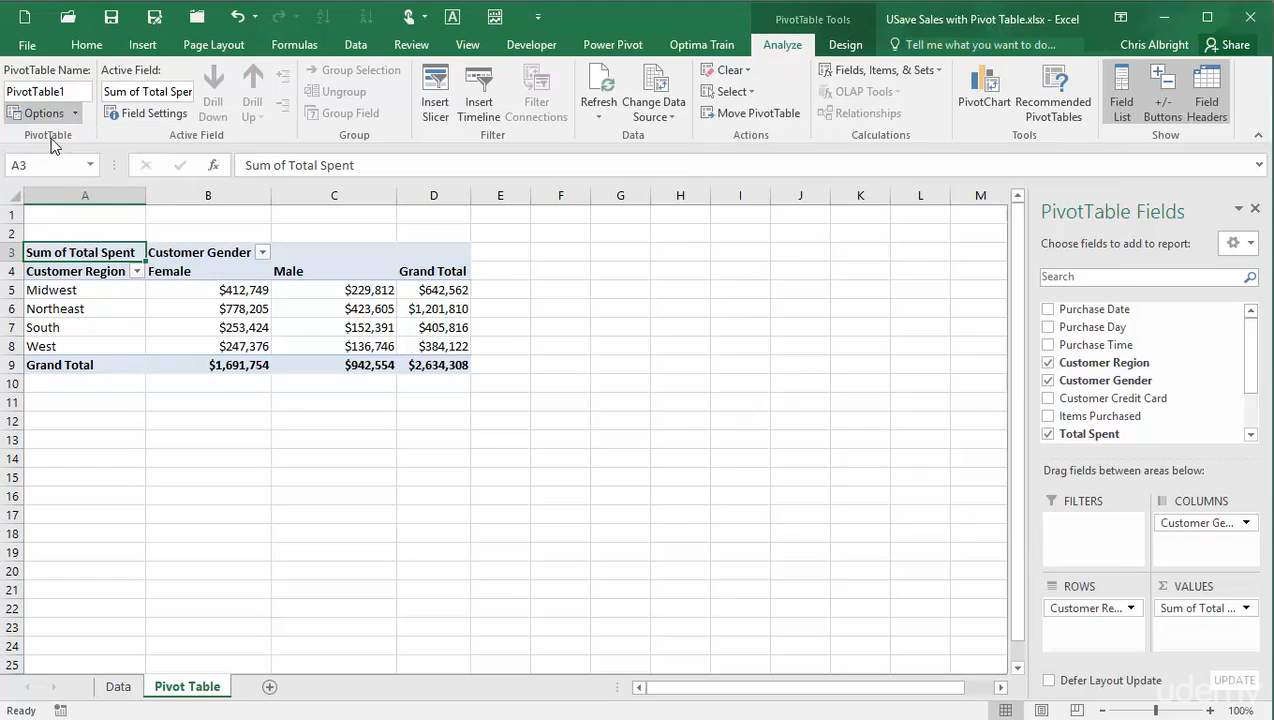 PivotTable Tools
USave Sales with Pivot Table.xlsx - Excel
File Home Insert Page Layout Formulas Data Review View Developer Power Pivot Optima Train Analyze Design Tell me what you want to do... Chris Albright Share
PivotTable Name:
PivotTable1
Options
PivotTable
Active Field:
Sum of Total Sper
Field Settings
Drill Down
Drill Up
Active Field
Group Selection
Ungroup
Group Field
Group
Insert Slicer
Insert Timeline
Filter Connections
Filter
Refresh
Change Data Source
Data
Clear
Select
Move PivotTable
Actions
Fields, Items, & Sets
OLAP Tools
Relationships
Calculations
PivotChart
Recommended PivotTables
Tools
Field List
+/- Buttons
Field Headers
Show
A3
fx
Sum of Total Spent
A B C D E F G H I J K L M
1
2
3 Sum of Total Spent Customer Gender
4 Customer Region Female Male Grand Total
5 Midwest $412,749 $229,812 $642,562
6 Northeast $778,205 $423,605 $1,201,810
7 South $253,424 $152,391 $405,816
8 West $247,376 $136,746 $384,122
9 Grand Total $1,691,754 $942,554 $2,634,308
10
11
12
13
14
15
16
17
18
19
20
21
22
23
24
25
PivotTable Fields
Choose fields to add to report:
Search
Purchase Date
Purchase Day
Purchase Time
Customer Region
Customer Gender
Customer Credit Card
Items Purchased
Total Spent
Drag fields between areas below:
FILTERS
COLUMNS
Customer Ge...
ROWS
Customer Re...
VALUES
Sum of Total ...
Defer Layout Update
UPDATE
udemy
Data Pivot Table
Ready
100%